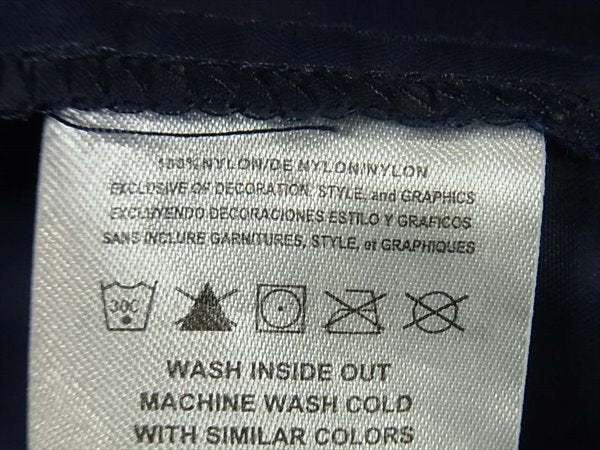 100% NYLON/DE NYLON/NYLON
EXCLUSIVE OF DECORATION, STYLE, and GRAPHICS
EXCLUYENDO DECORACIONES ESTILO Y GRAFICOS
SANS INCLURE GARNITURES, STYLE, et GRAPHIQUES
30C
WASH INSIDE OUT
MACHINE WASH COLD
WITH SIMILAR COLORS